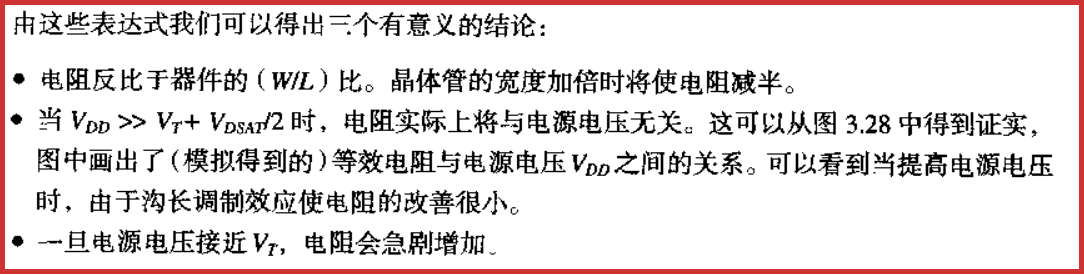 由这些表达式我们可以得出三个有意义的结论：
• 电阻反比于器件的（W/L）比。晶体管的宽度加倍时将使电阻减半。
• 当 V_DD >> V_T + V_DSAT/2 时，电阻实际上将与电源电压无关。这可以从图 3.28 中得到证实，
图中画出了（模拟得到的）等效电阻与电源电压 V_DD 之间的关系。可以看到当提高电源电压
时，由于沟长调制效应使电阻的改善很小。
• 一旦电源电压接近 V_T，电阻会急剧增加。